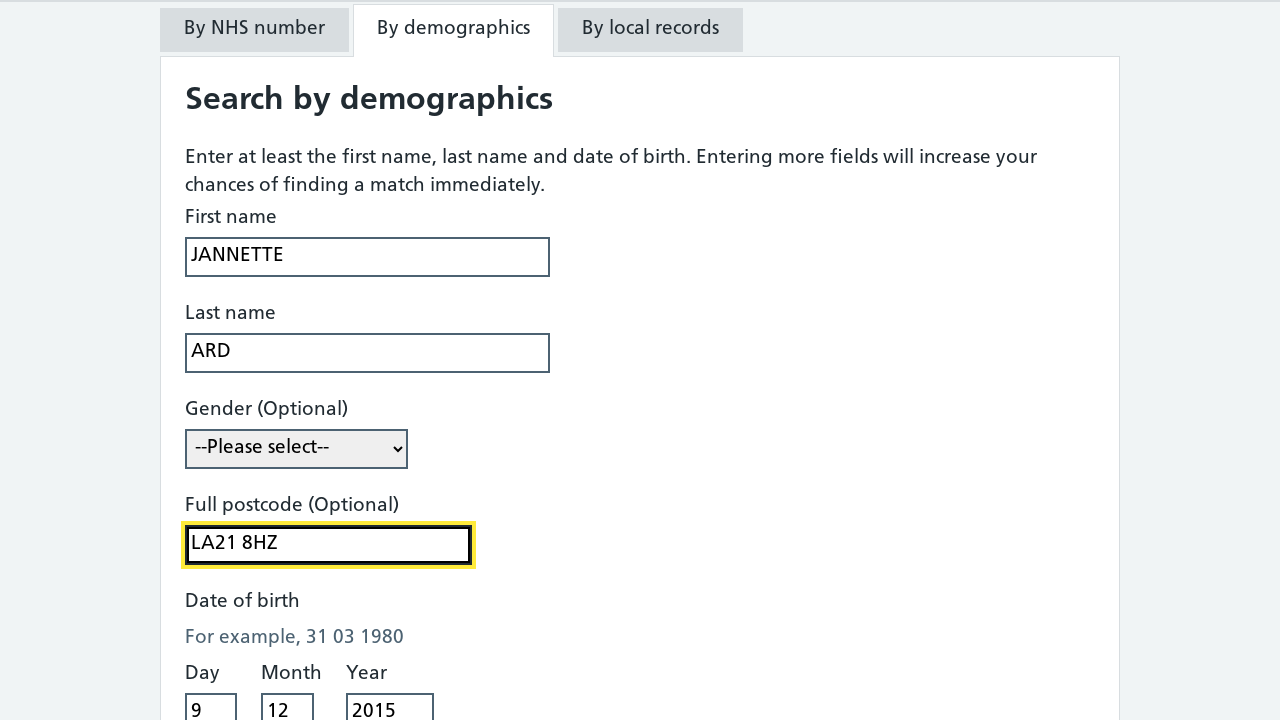 By NHS number By demographics By local records
Search by demographics
Enter at least the first name, last name and date of birth. Entering more fields will increase your
chances of finding a match immediately.
First name
JANNETTE
Last name
ARD
Gender (Optional)
--Please select--
Full postcode (Optional)
LA21 8HZ
Date of birth
For example, 31 03 1980
Day Month Year
9 12 2015